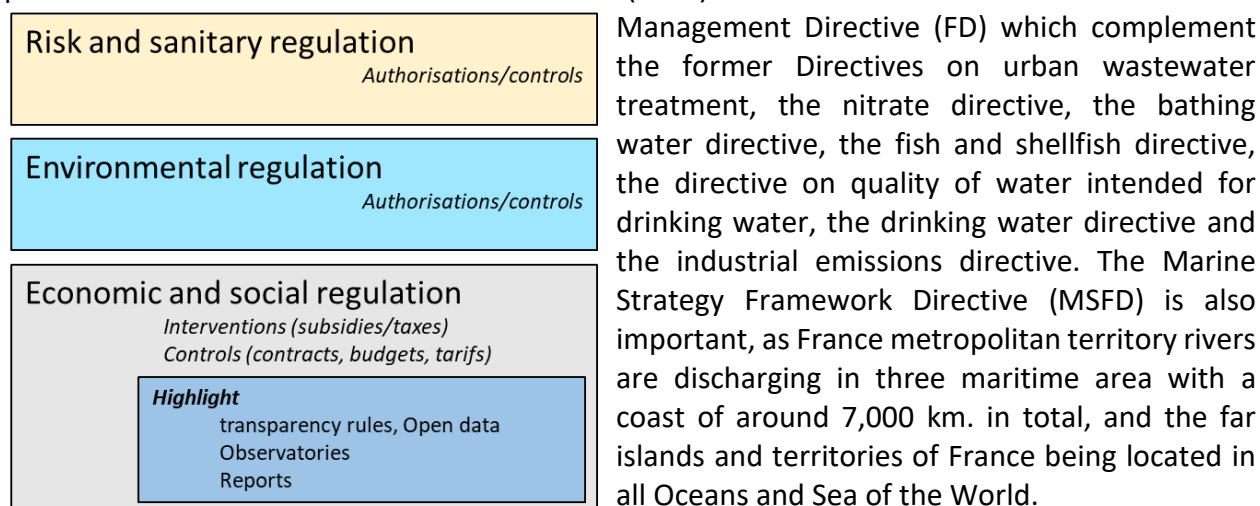 Risk and sanitary regulation
Authorisations/controls
Environmental regulation
Authorisations/controls
Economic and social regulation
Interventions (subsidies/taxes)
Controls (contracts, budgets, tarifs)
Highlight
transparency rules, Open data
Observatories
Reports
Management Directive (FD) which complement
the former Directives on urban wastewater
treatment, the nitrate directive, the bathing
water directive, the fish and shellfish directive,
the directive on quality of water intended for
drinking water, the drinking water directive and
the industrial emissions directive. The Marine
Strategy Framework Directive (MSFD) is also
important, as France metropolitan territory rivers
are discharging in three maritime area with a
coast of around 7,000 km. in total, and the far
islands and territories of France being located in
all Oceans and Sea of the World.